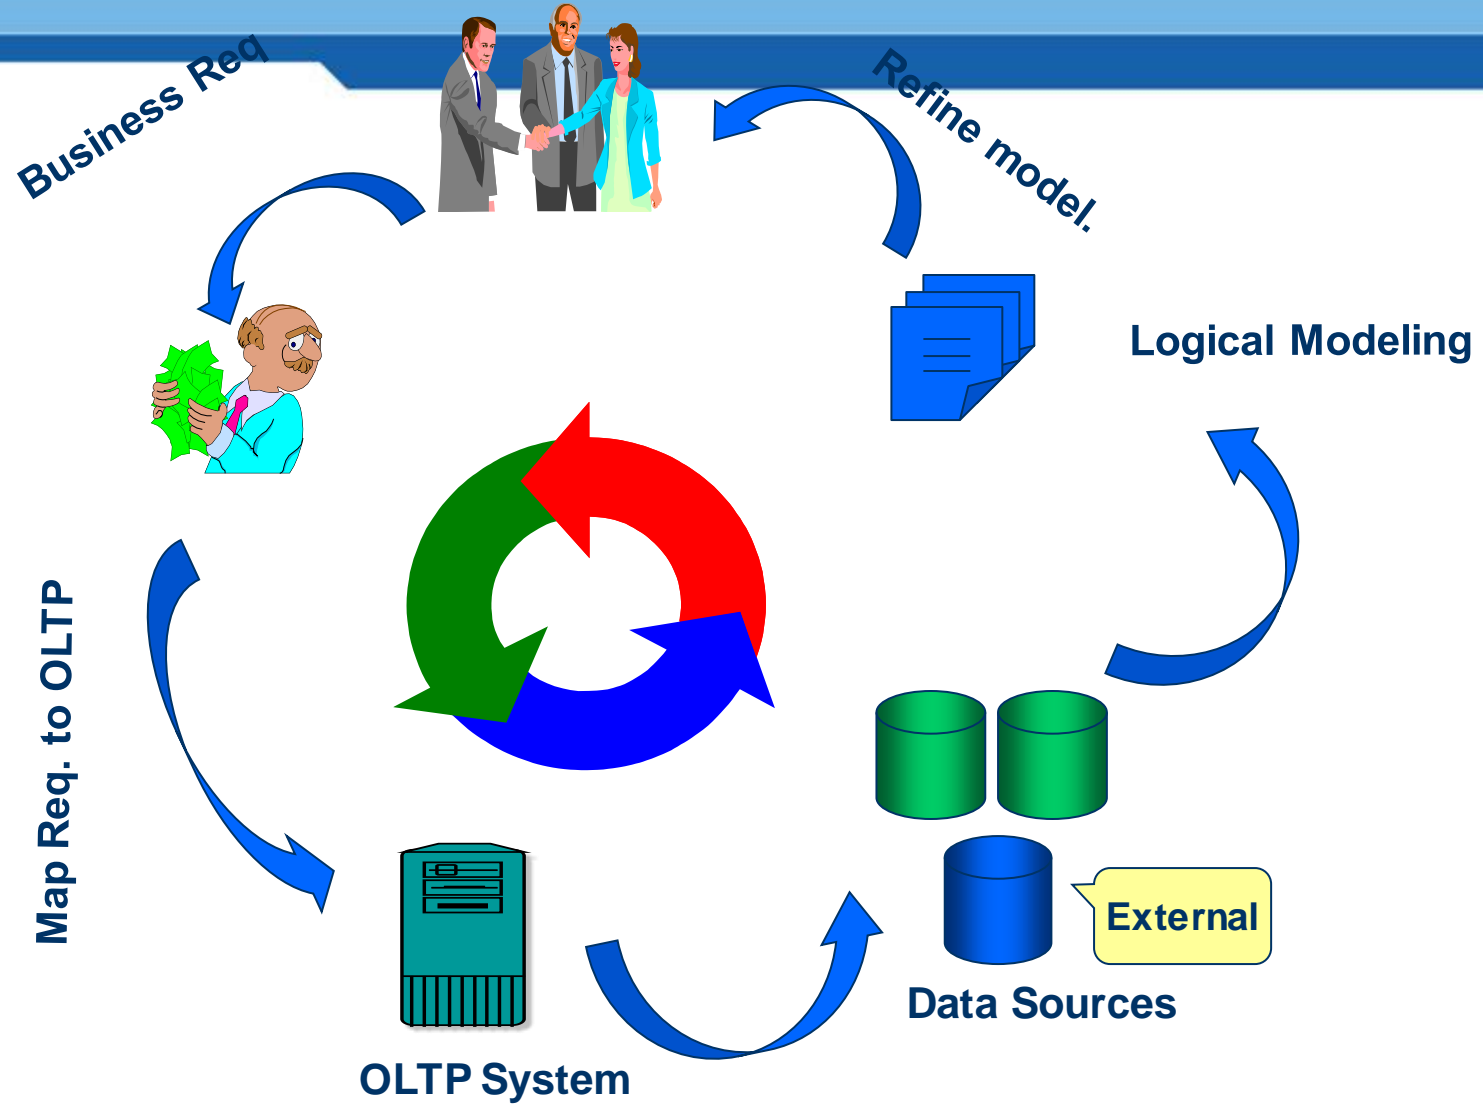 Business Req
Refine model.
Logical Modeling
Map Req. to OLTP
External
Data Sources
OLTP System